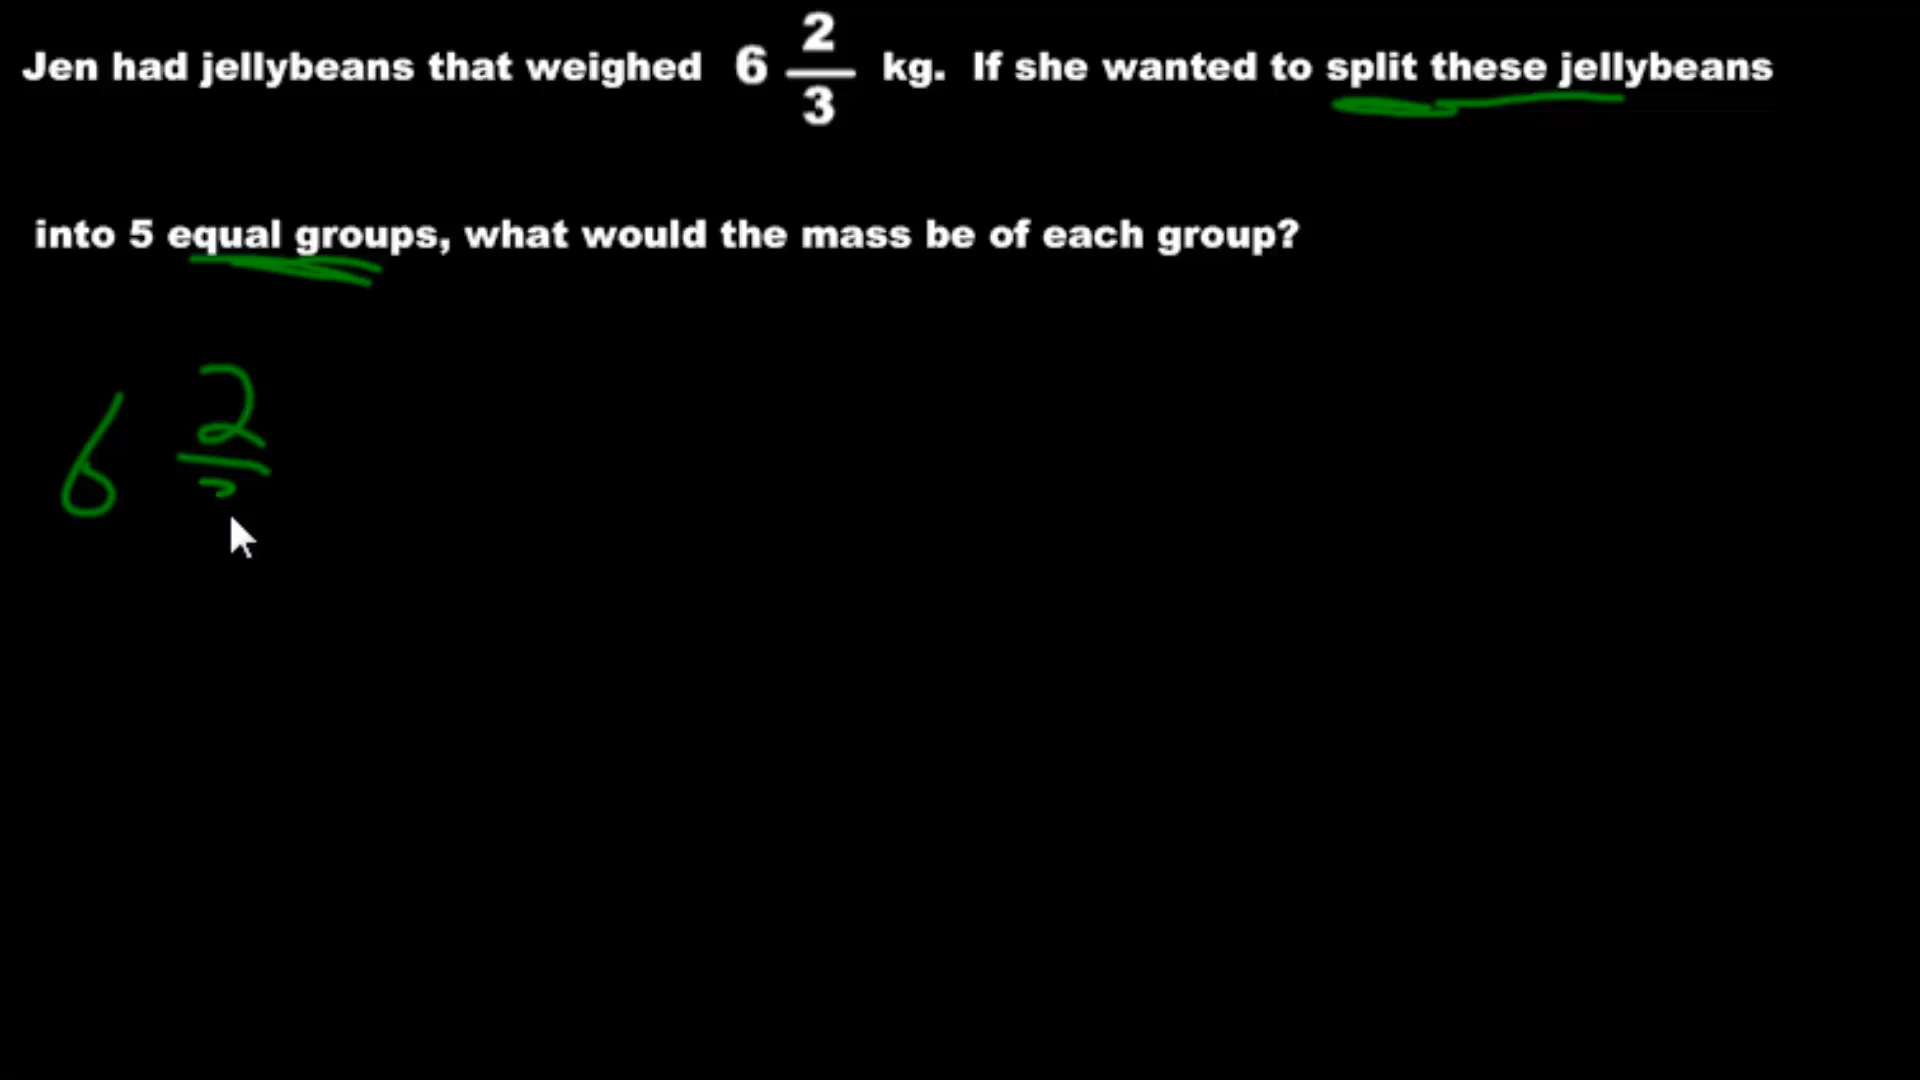 Jen had jellybeans that weighed 6 2/3 kg. If she wanted to split these jellybeans
into 5 equal groups, what would the mass be of each group?
6 2